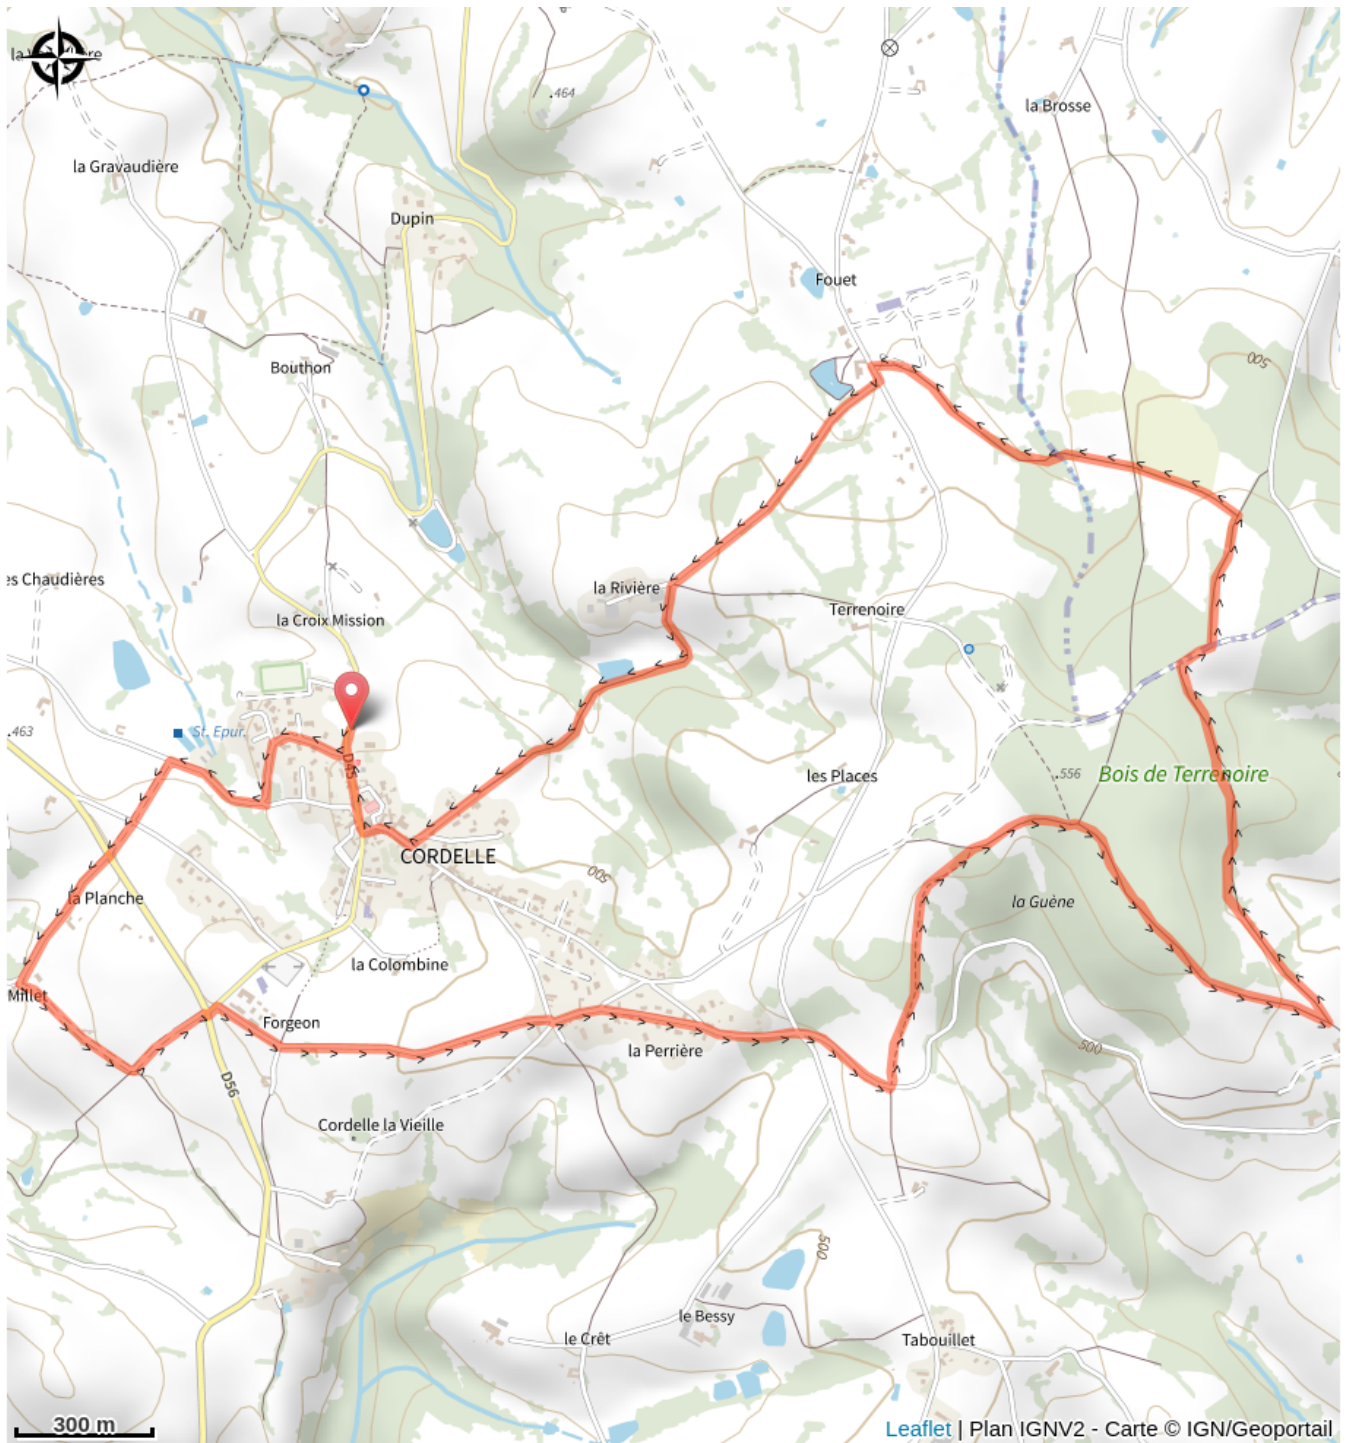 .464
la Brosse
la Gravaudière
Dupin
Fouet
500
Bouthon
es Chaudières
la Rivière
Terrenoire
la Croix Mission
.463
St. Epur.
D45
les Places
.556
Bois de Terrenoire
CORDELLE
500
la Planche
la Guène
la Colombine
Millet
Forgeon
la Perrière
500
D56
Cordelle la Vieille
500
le Bessy
le Crêt
Tabouillet
300 m
Leaflet | Plan IGNV2 - Carte © IGN/Geoportail